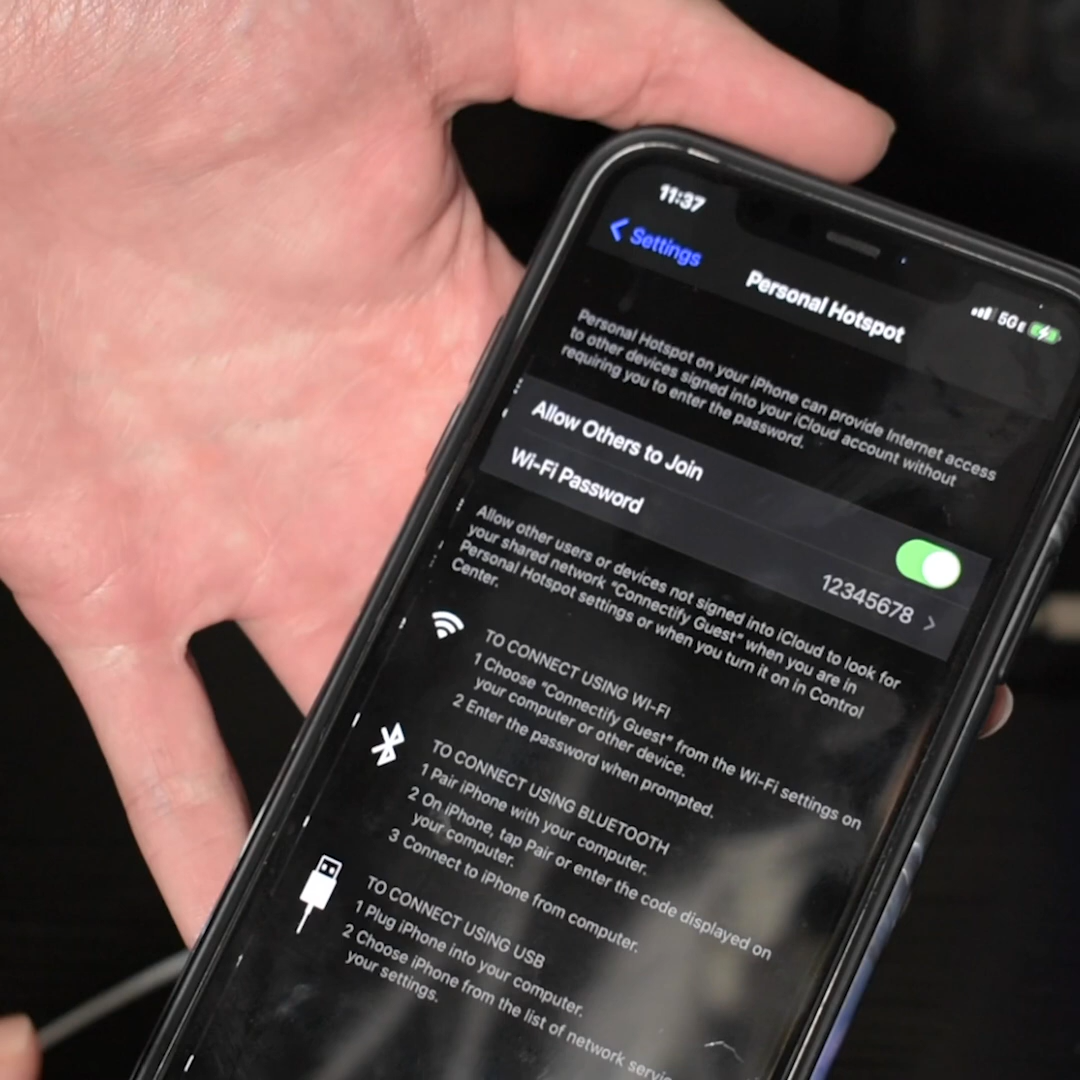 11:37
5GE
Settings
Personal Hotspot
Personal Hotspot on your iPhone can provide Internet access
to other devices signed into your iCloud account without
requiring you to enter the password.
Allow Others to Join
Wi-Fi Password
12345678
Allow other users or devices not signed into iCloud to look for
your shared network "Connectify Guest" when you are in
Personal Hotspot settings or when you turn it on in Control
Center.
TO CONNECT USING WI-FI
1 Choose "Connectify Guest" from the Wi-Fi settings on
your computer or other device.
2 Enter the password when prompted.
TO CONNECT USING BLUETOOTH
1 Pair iPhone with your computer.
2 On iPhone, tap Pair or enter the code displayed on
your computer.
3 Connect to iPhone from computer.
TO CONNECT USING USB
1 Plug iPhone into your computer.
2 Choose iPhone from the list of network
your settings.